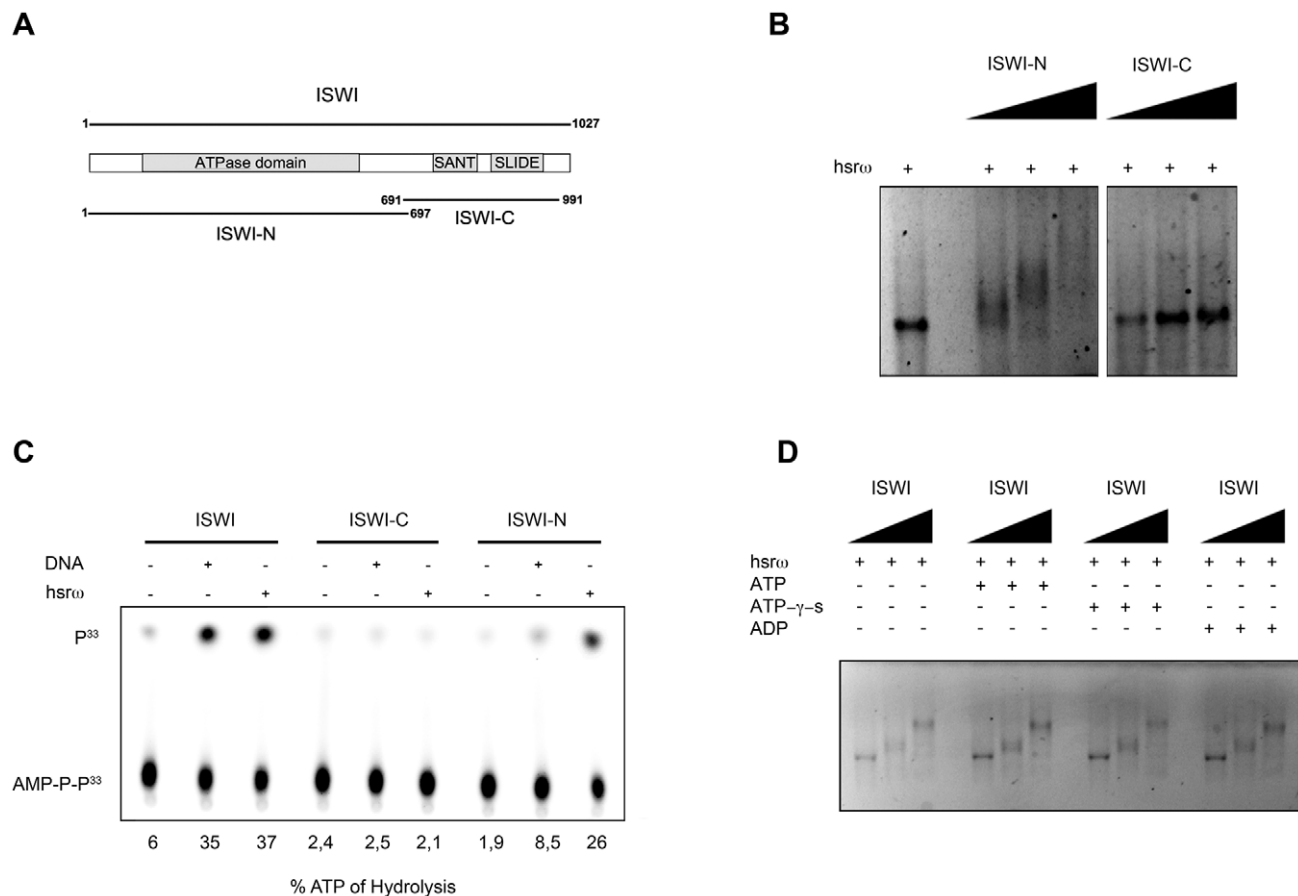 A
ISWI
1 1027
ATPase domain SANT SLIDE
691 991
1 697 ISWI-C
ISWI-N
B
ISWI-N ISWI-C
hsrω + + + + + + +
C
ISWI ISWI-C ISWI-N
DNA - + - - + - - + -
hsrω - - + - - + - - +
P³³
AMP-P-P³³
6 35 37 2,4 2,5 2,1 1,9 8,5 26
% ATP of Hydrolysis
D
ISWI ISWI ISWI ISWI
hsrω + + + + + + + + + + + +
ATP - - - + + + - - - - - -
ATP-γ-s - - - - - - + + + - - -
ADP - - - - - - - - - + + +